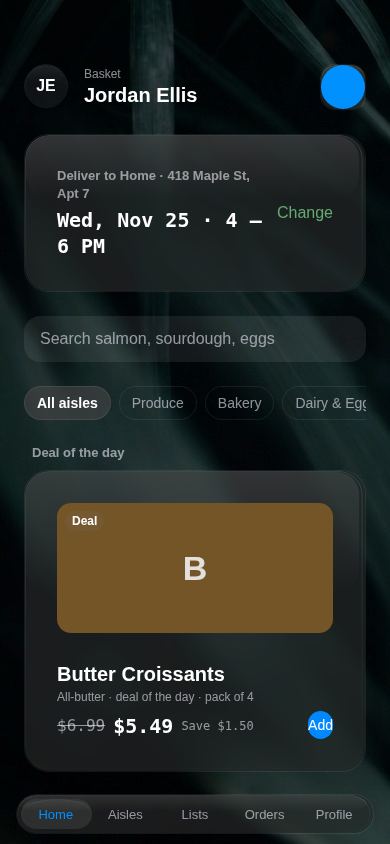 JE
Basket
Jordan Ellis
Deliver to Home · 418 Maple St,
Apt 7
Wed, Nov 25 · 4 –
6 PM
Change
Search salmon, sourdough, eggs
All aisles
Produce
Bakery
Dairy & Egg
Deal of the day
Deal
B
Butter Croissants
All-butter · deal of the day · pack of 4
$6.99 $5.49 Save $1.50
Add
Home
Aisles
Lists
Orders
Profile